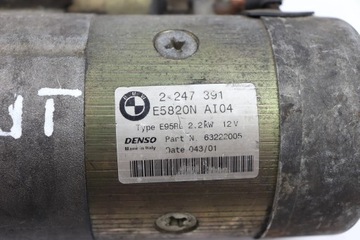 BMW
2 247 391
E5820N AI04
Type E95RL 2.2kW 12V
DENSO Part N. 63222005
Made in Italy Date 043/01